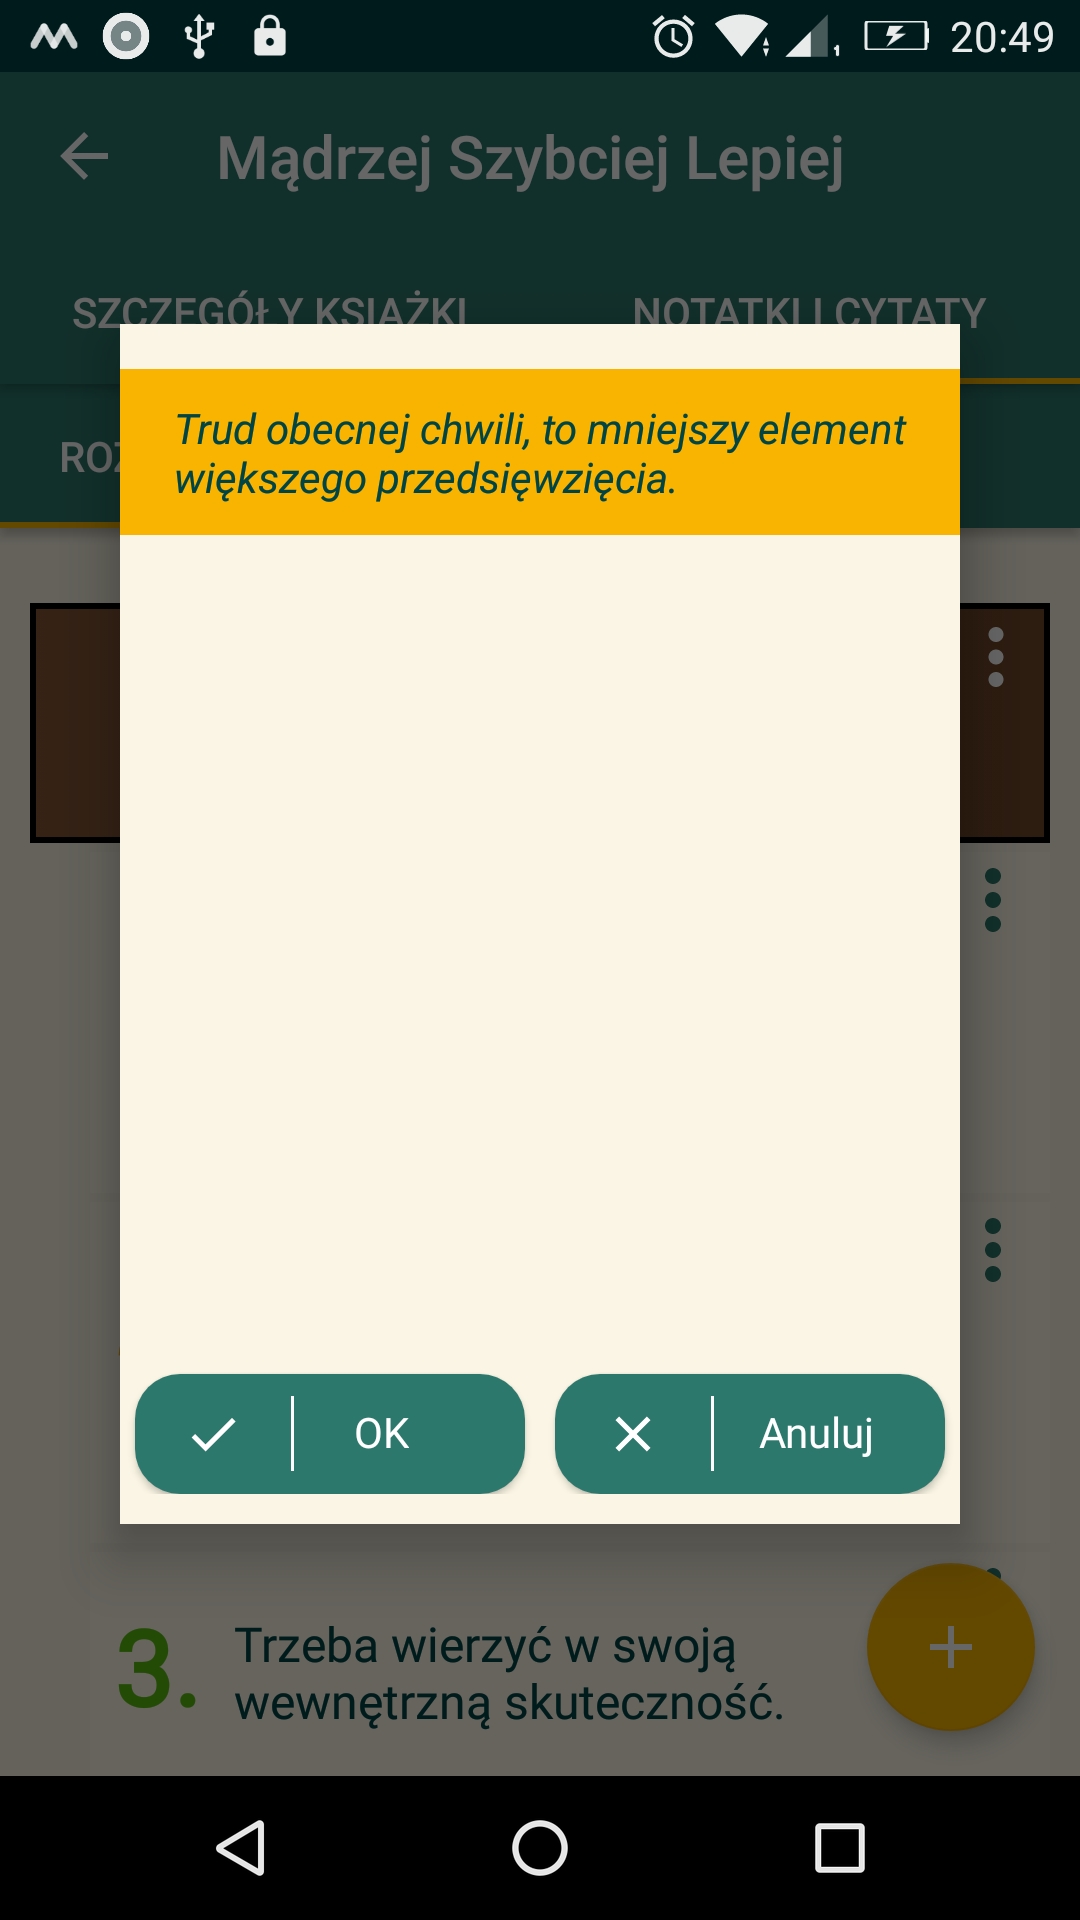 20:49
Mądrzej Szybciej Lepiej
SZCZEGÓŁY KSIĄŻKI NOTATKI I CYTATY
Trud obecnej chwili, to mniejszy element
większego przedsięwzięcia.
OK Anuluj
3. Trzeba wierzyć w swoją
wewnętrzną skuteczność.